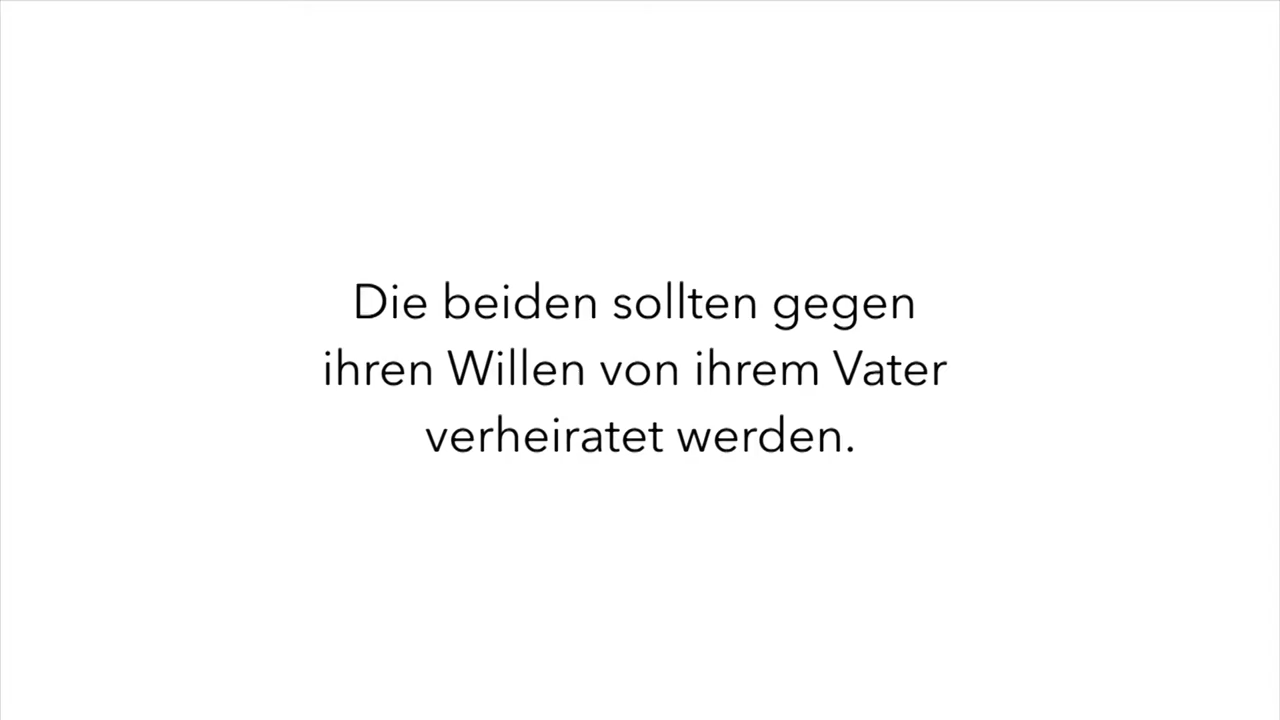 Die beiden sollten gegen
ihren Willen von ihrem Vater
verheiratet werden.